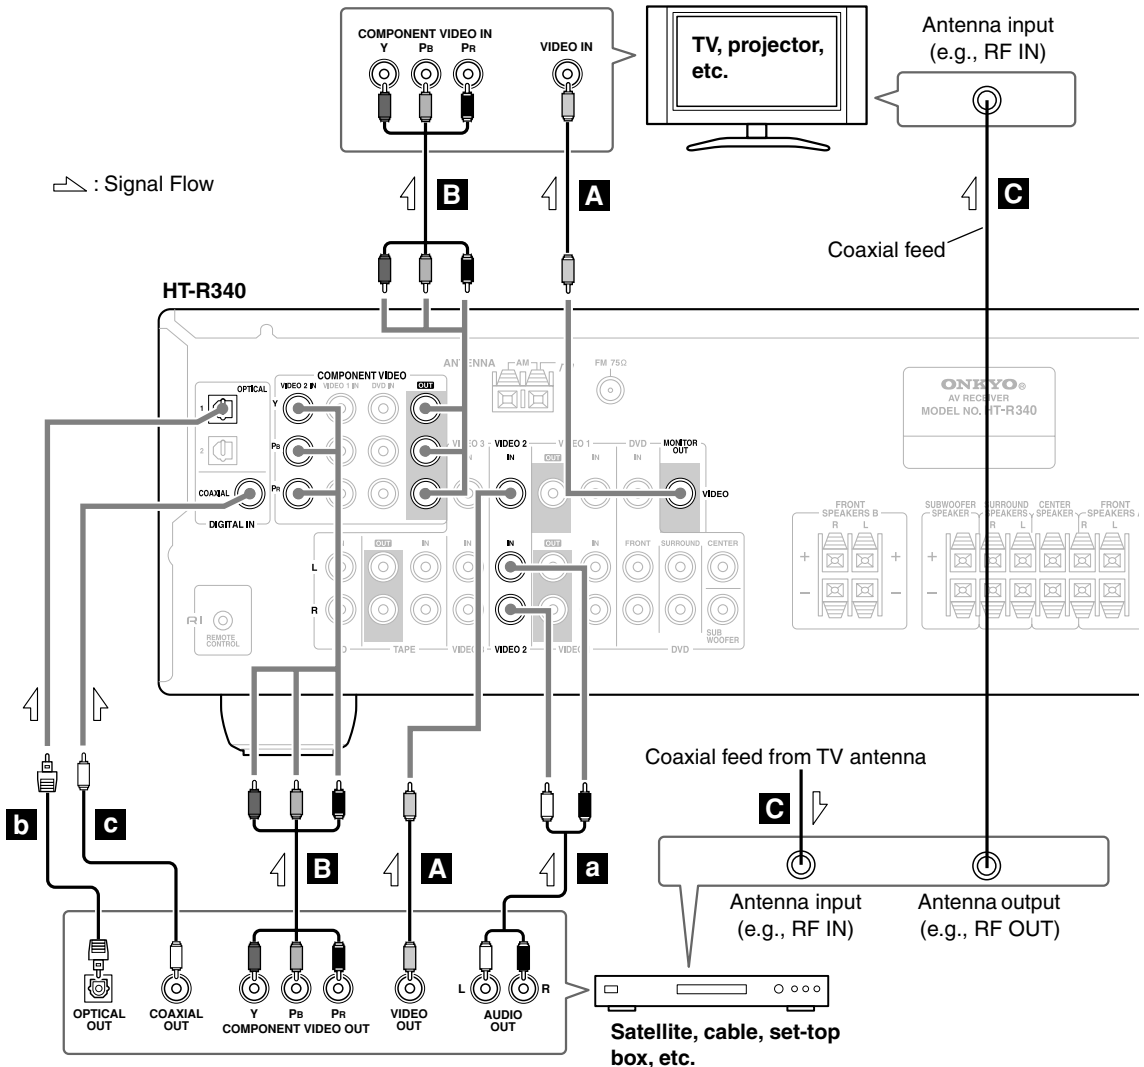 COMPONENT VIDEO IN
Y PB PR
VIDEO IN
TV, projector,
etc.
Antenna input
(e.g., RF IN)
: Signal Flow
B
A
C
Coaxial feed
HT-R340
ANTENNA
AM
FM 75Ω
COMPONENT VIDEO
VIDEO 2 IN
VIDEO 1 IN
DVD IN
OUT
OPTICAL
1
2
COAXIAL
DIGITAL IN
Y
PB
PR
VIDEO 3
VIDEO 2
VIDEO 1
DVD
MONITOR
OUT
IN
IN
OUT
IN
IN
VIDEO
ONKYO®
AV RECEIVER
MODEL NO. HT-R340
FRONT
SPEAKERS B
R L
SUBWOOFER
SPEAKER
SURROUND
SPEAKERS
R L
CENTER
SPEAKER
FRONT
SPEAKERS A
R L
+
–
+
–
+
–
IN
OUT
IN
IN
IN
OUT
IN
FRONT
SURROUND
CENTER
L
R
SUB
WOOFER
TAPE
VIDEO 2
VIDEO
DVD
RI
REMOTE
CONTROL
b
c
B
A
a
Coaxial feed from TV antenna
C
Antenna input
(e.g., RF IN)
Antenna output
(e.g., RF OUT)
OPTICAL
OUT
COAXIAL
OUT
Y PB PR
COMPONENT VIDEO OUT
VIDEO
OUT
L R
AUDIO
OUT
Satellite, cable, set-top
box, etc.